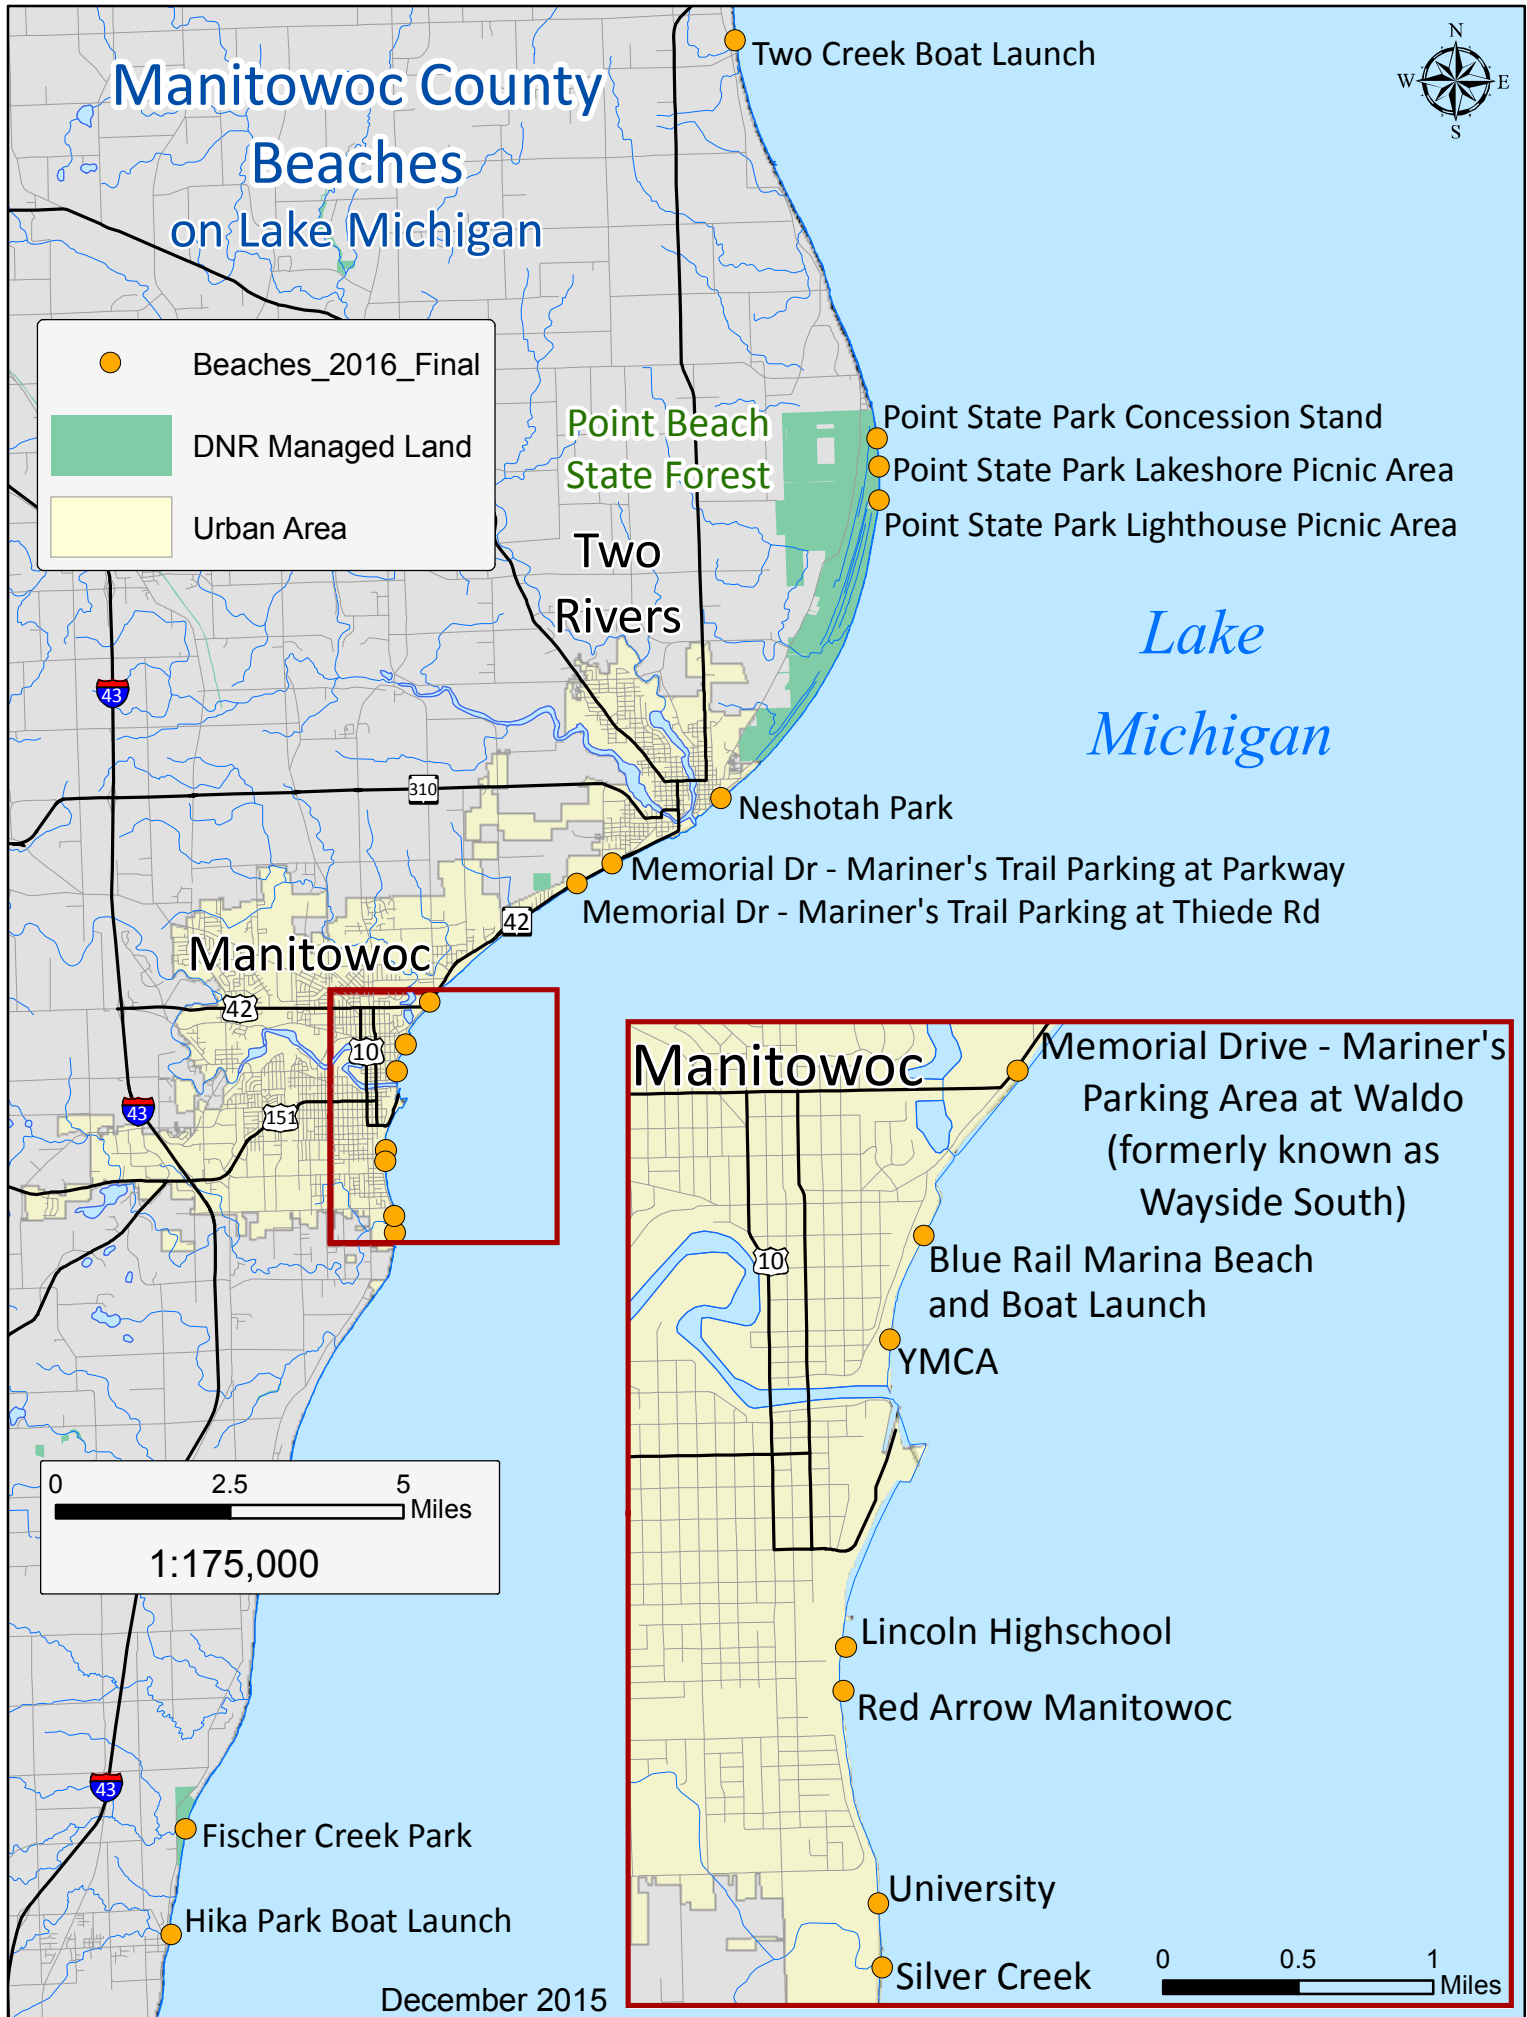 Manitowoc County
Beaches
on Lake Michigan
Two Creek Boat Launch
N
W
E
S
Beaches_2016_Final
DNR Managed Land
Urban Area
Point Beach
State Forest
Point State Park Concession Stand
Point State Park Lakeshore Picnic Area
Point State Park Lighthouse Picnic Area
Two
Rivers
Lake
Michigan
43
310
Neshotah Park
Memorial Dr - Mariner's Trail Parking at Parkway
Memorial Dr - Mariner's Trail Parking at Thiede Rd
42
Manitowoc
42
10
43
151
Manitowoc
Memorial Drive - Mariner's
Parking Area at Waldo
(formerly known as
Wayside South)
10
Blue Rail Marina Beach
and Boat Launch
YMCA
Lincoln Highschool
Red Arrow Manitowoc
University
Silver Creek
0 0.5 1
Miles
0 2.5 5
Miles
1:175,000
43
Fischer Creek Park
Hika Park Boat Launch
December 2015